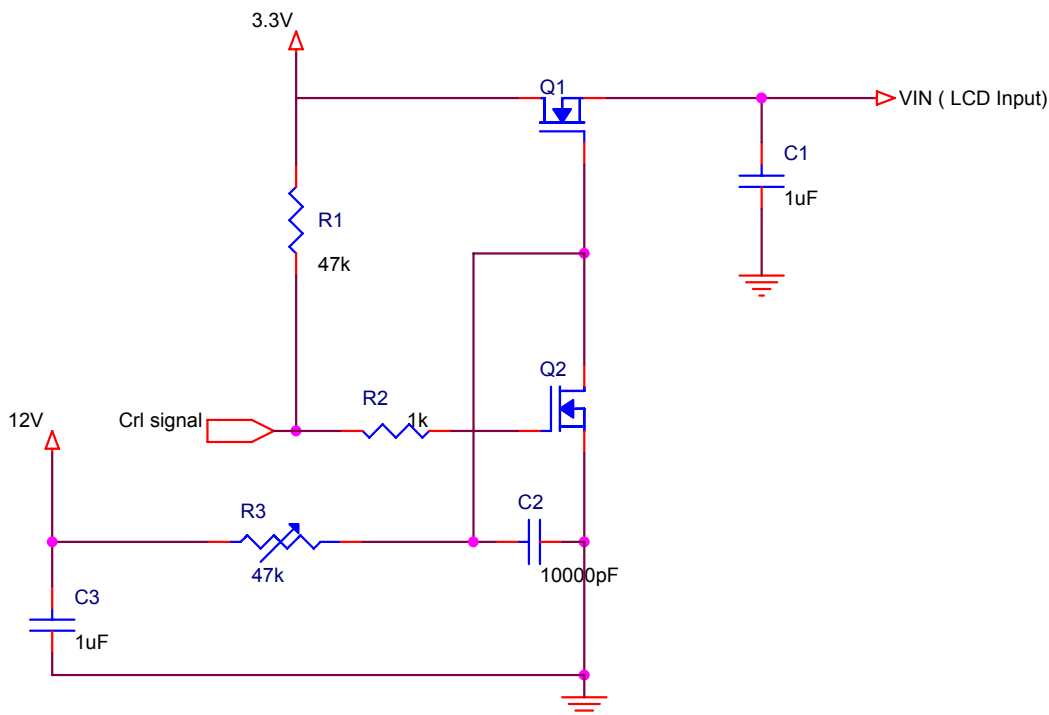 3.3V
Q1
VIN ( LCD Input)
C1
1uF
R1
47k
Q2
R2
1k
Crl signal
12V
R3
47k
C2
10000pF
C3
1uF